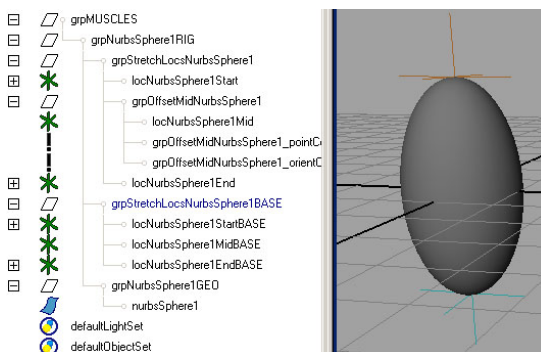 grpMUSCLES
grpNurbsSphere1RIG
grpStretchLocsNurbsSphere1
locNurbsSphere1Start
grpOffsetMidNurbsSphere1
locNurbsSphere1Mid
grpOffsetMidNurbsSphere1_pointC
grpOffsetMidNurbsSphere1_orientC
locNurbsSphere1End
grpStretchLocsNurbsSphere1BASE
locNurbsSphere1StartBASE
locNurbsSphere1MidBASE
locNurbsSphere1EndBASE
grpNurbsSphere1GEO
nurbsSphere1
defaultLightSet
defaultObjectSet